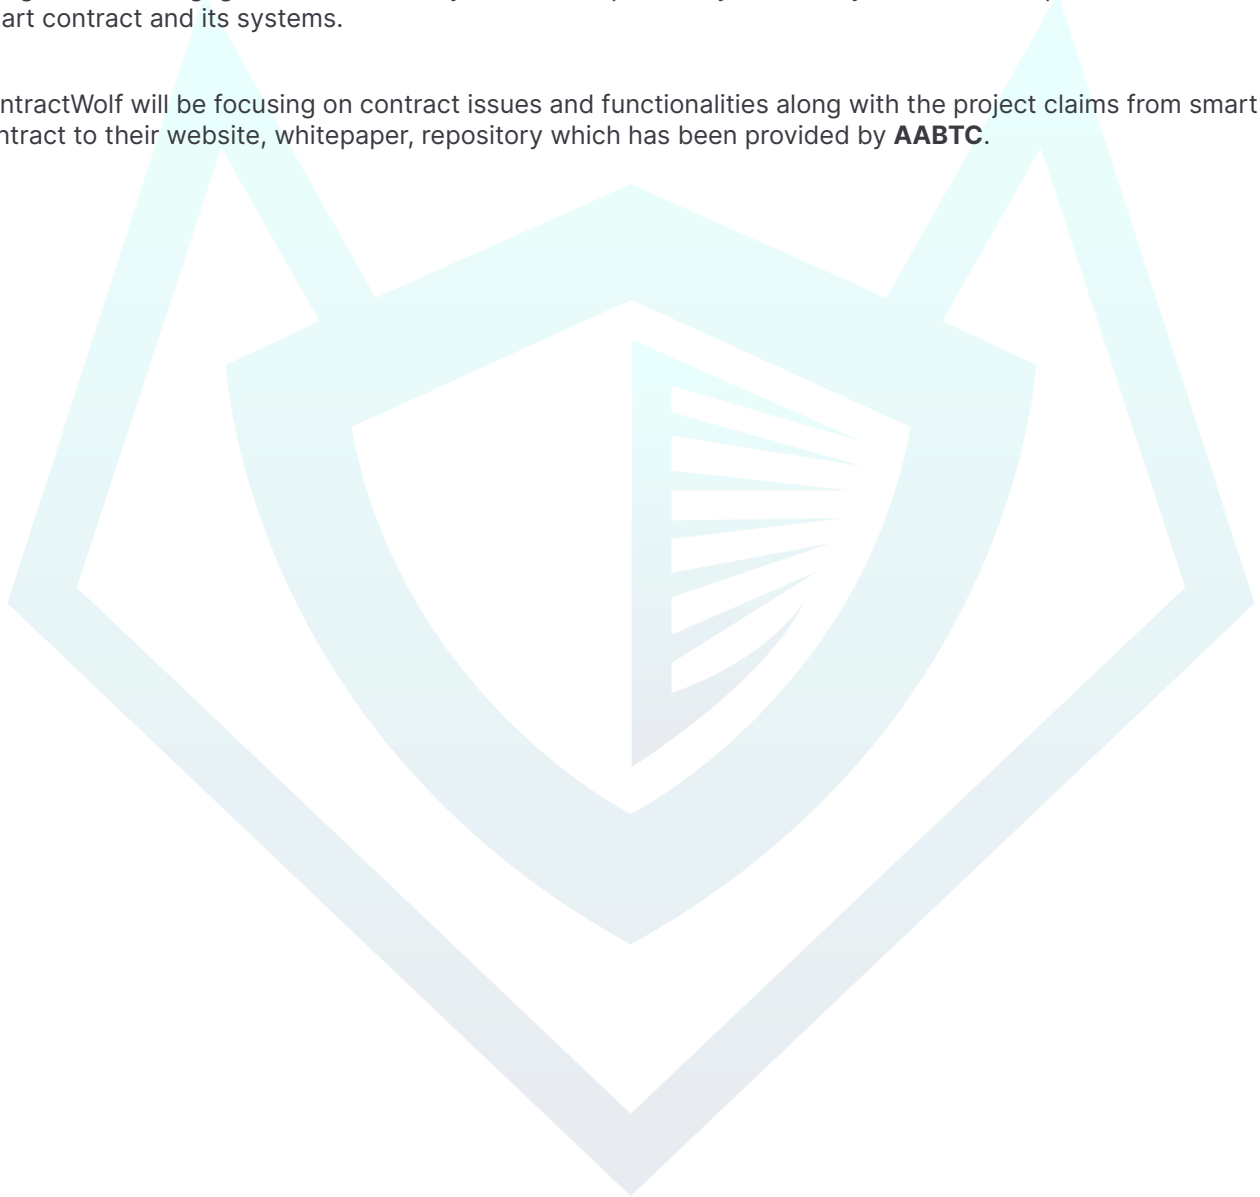 art contract and its systems.
ntractWolf will be focusing on contract issues and functionalities along with the project claims from smart
ntract to their website, whitepaper, repository which has been provided by AABTC.